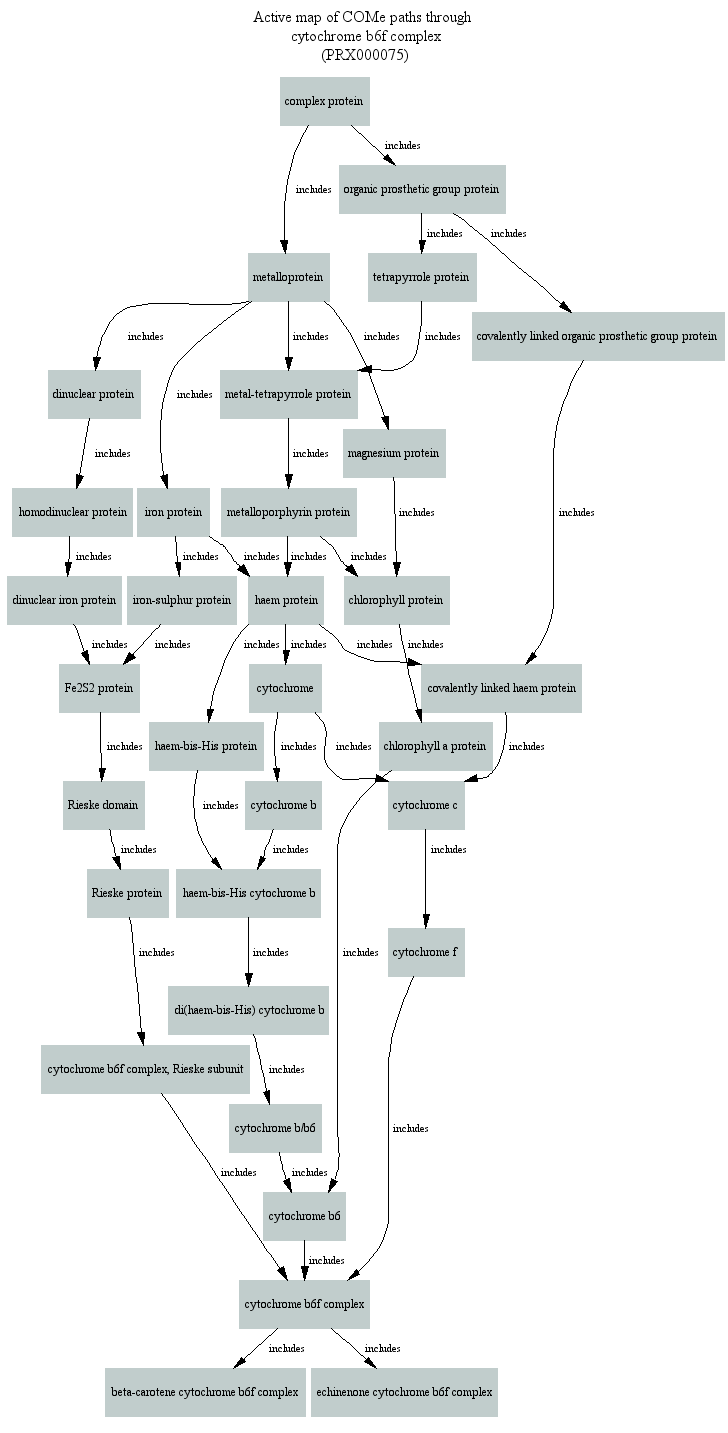 Active map of COMe paths through
cytochrome b6f complex
(PRX000075)
complex protein
includes
organic prosthetic group protein
includes
includes
includes
metalloprotein
tetrapyrrole protein
covalently linked organic prosthetic group protein
includes
includes
includes
includes
dinuclear protein
includes
metal-tetrapyrrole protein
magnesium protein
includes
includes
homodinuclear protein
iron protein
metalloporphyrin protein
includes
includes
includes
includes
includes
includes
includes
dinuclear iron protein
iron-sulphur protein
haem protein
chlorophyll protein
includes
includes
includes
includes
includes
includes
Fe2S2 protein
cytochrome
covalently linked haem protein
haem-bis-His protein
chlorophyll a protein
includes
includes
includes
includes
Rieske domain
includes
cytochrome b
cytochrome c
includes
includes
includes
Rieske protein
haem-bis-His cytochrome b
includes
includes
includes
cytochrome f
di(haem-bis-His) cytochrome b
cytochrome b6f complex, Rieske subunit
includes
cytochrome b/b6
includes
includes
includes
cytochrome b6
includes
cytochrome b6f complex
includes
includes
beta-carotene cytochrome b6f complex
echinenone cytochrome b6f complex